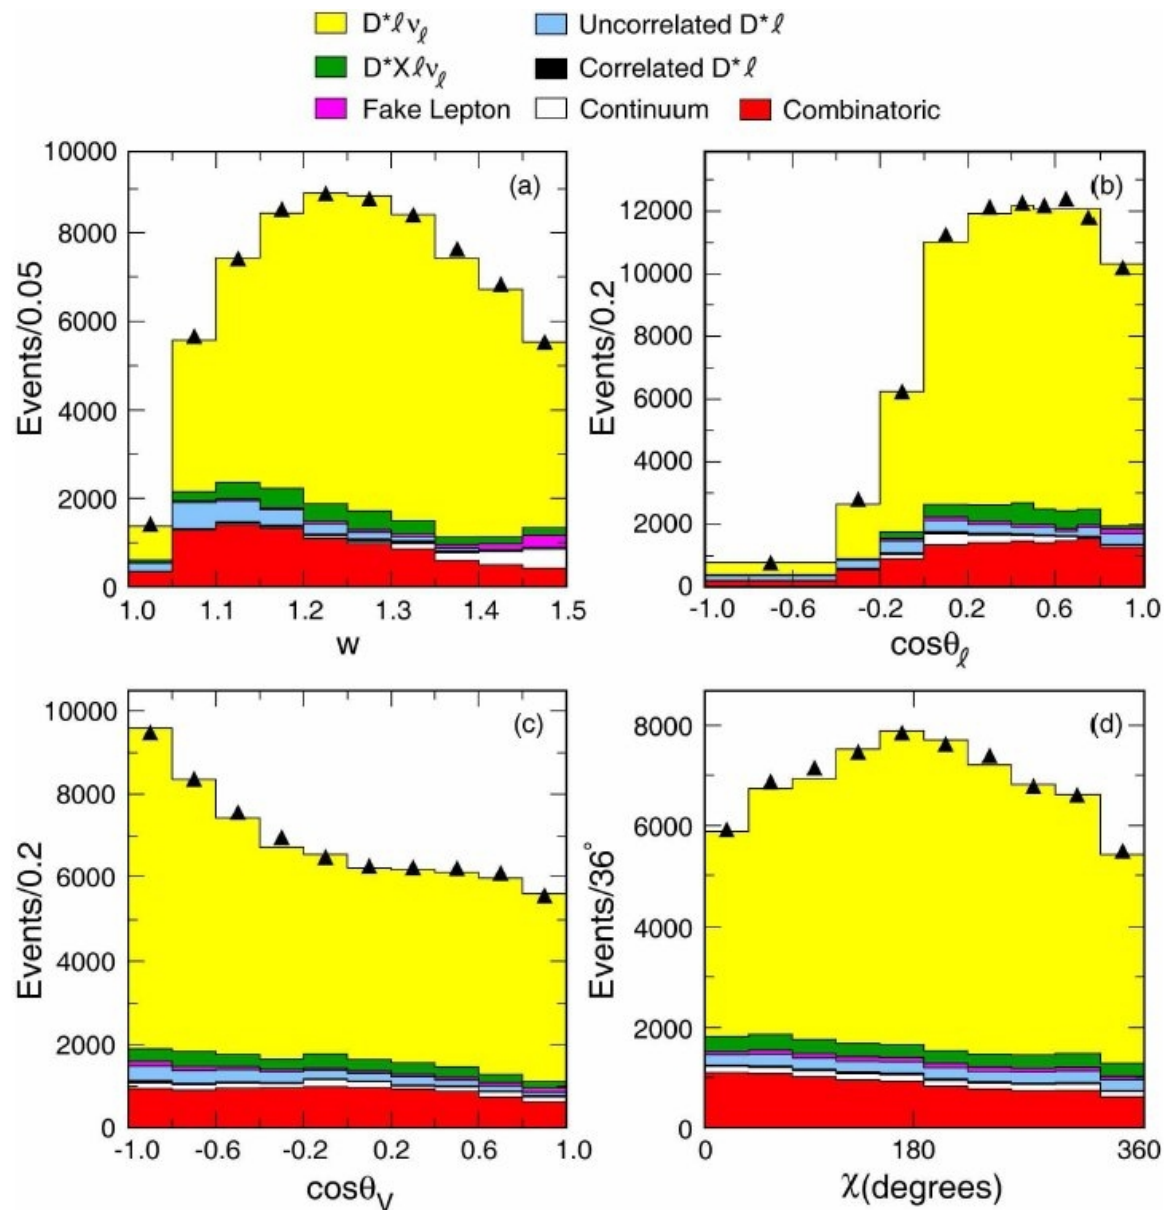 D*ℓν_ℓ Uncorrelated D*ℓ
D*Xℓν_ℓ Correlated D*ℓ
Fake Lepton Continuum Combinatoric
(a)
10000
8000
6000
4000
2000
0
Events/0.05
1.0 1.1 1.2 1.3 1.4 1.5
w
(b)
12000
10000
8000
6000
4000
2000
0
Events/0.2
-1.0 -0.6 -0.2 0.2 0.6 1.0
cosθ_ℓ
(c)
10000
8000
6000
4000
2000
0
Events/0.2
-1.0 -0.6 -0.2 0.2 0.6 1.0
cosθ_V
(d)
8000
6000
4000
2000
0
Events/36°
0 180 360
χ(degrees)